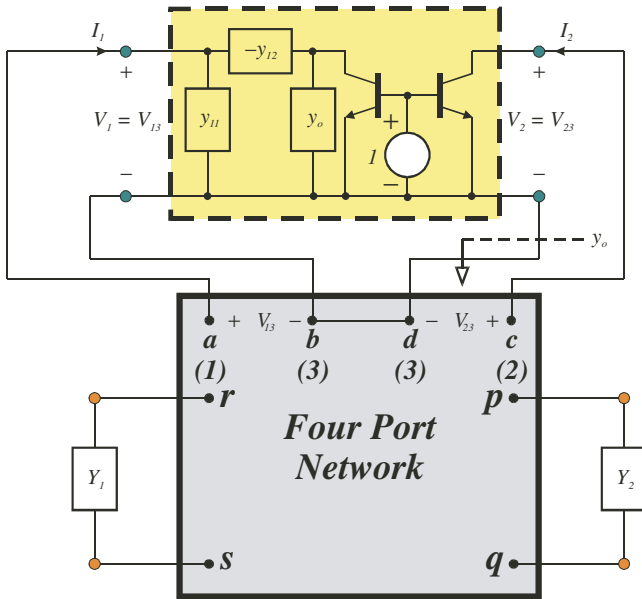 I₁
I₂
+
+
−y₁₂
V₁ = V₁₃
y₁₁
yₒ
+
1
−
V₂ = V₂₃
−
−
yₒ
+ V₁₃ −
− V₂₃ +
a
b
d
c
(1)
(3)
(3)
(2)
r
p
Four Port
Network
Y₁
Y₂
s
q